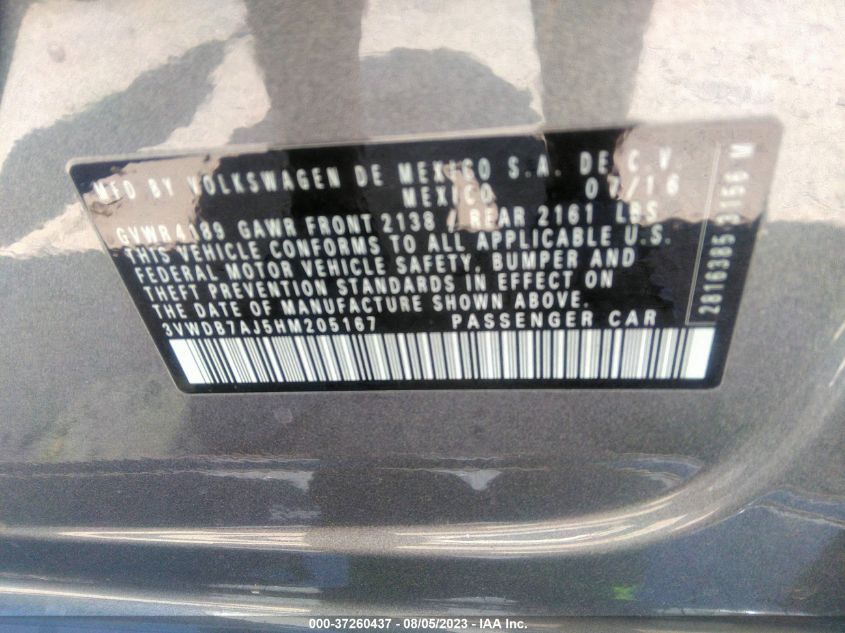 MFD BY VOLKSWAGEN DE MEXICO S.A. DE C.V.
MEXICO 07/16
GVWR4189 GAWR FRONT 2138 / REAR 2161 LBS
THIS VEHICLE CONFORMS TO ALL APPLICABLE U.S.
FEDERAL MOTOR VEHICLE SAFETY, BUMPER AND
THEFT PREVENTION STANDARDS IN EFFECT ON
THE DATE OF MANUFACTURE SHOWN ABOVE.
3VWDB7AJ5HM205167 PASSENGER CAR
2816385 3156 M
000-37260437 - 08/05/2023 - IAA Inc.